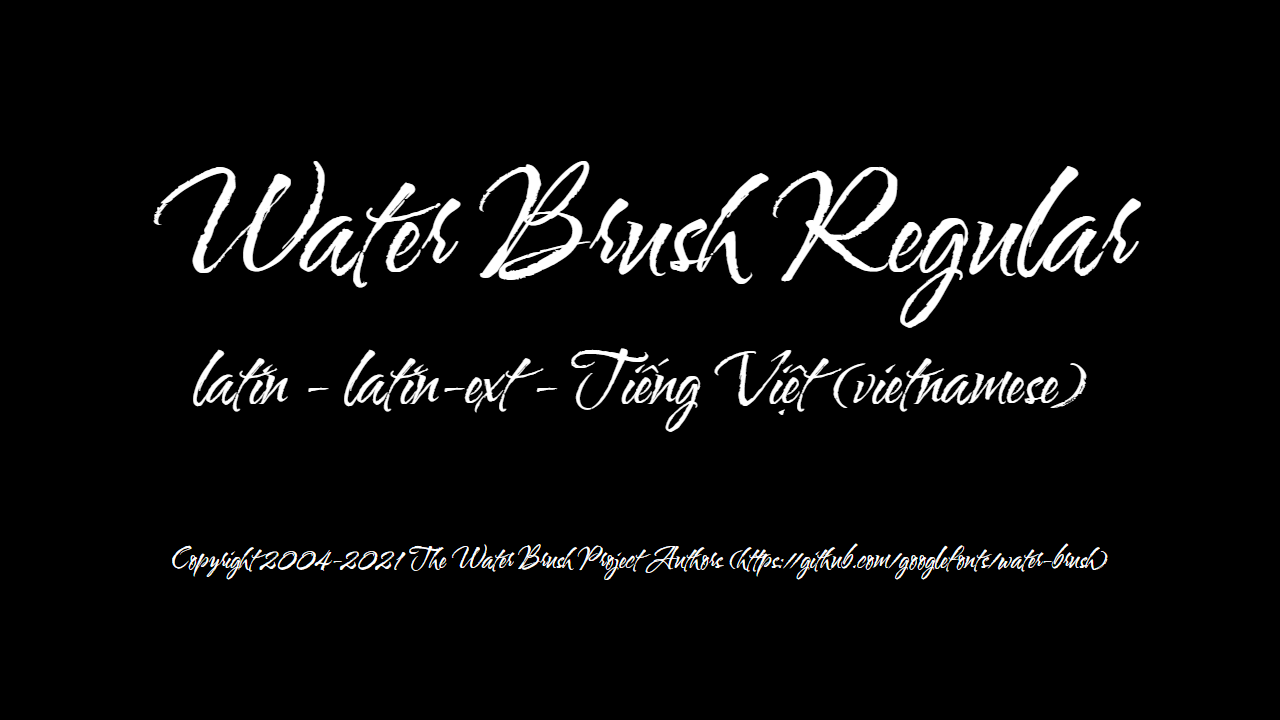 Water Brush Regular
latin - latin-ext - Tiếng Việt (vietnamese)
Copyright 2004-2021 The Water Brush Project Authors (https://github.com/googlefonts/water-brush)